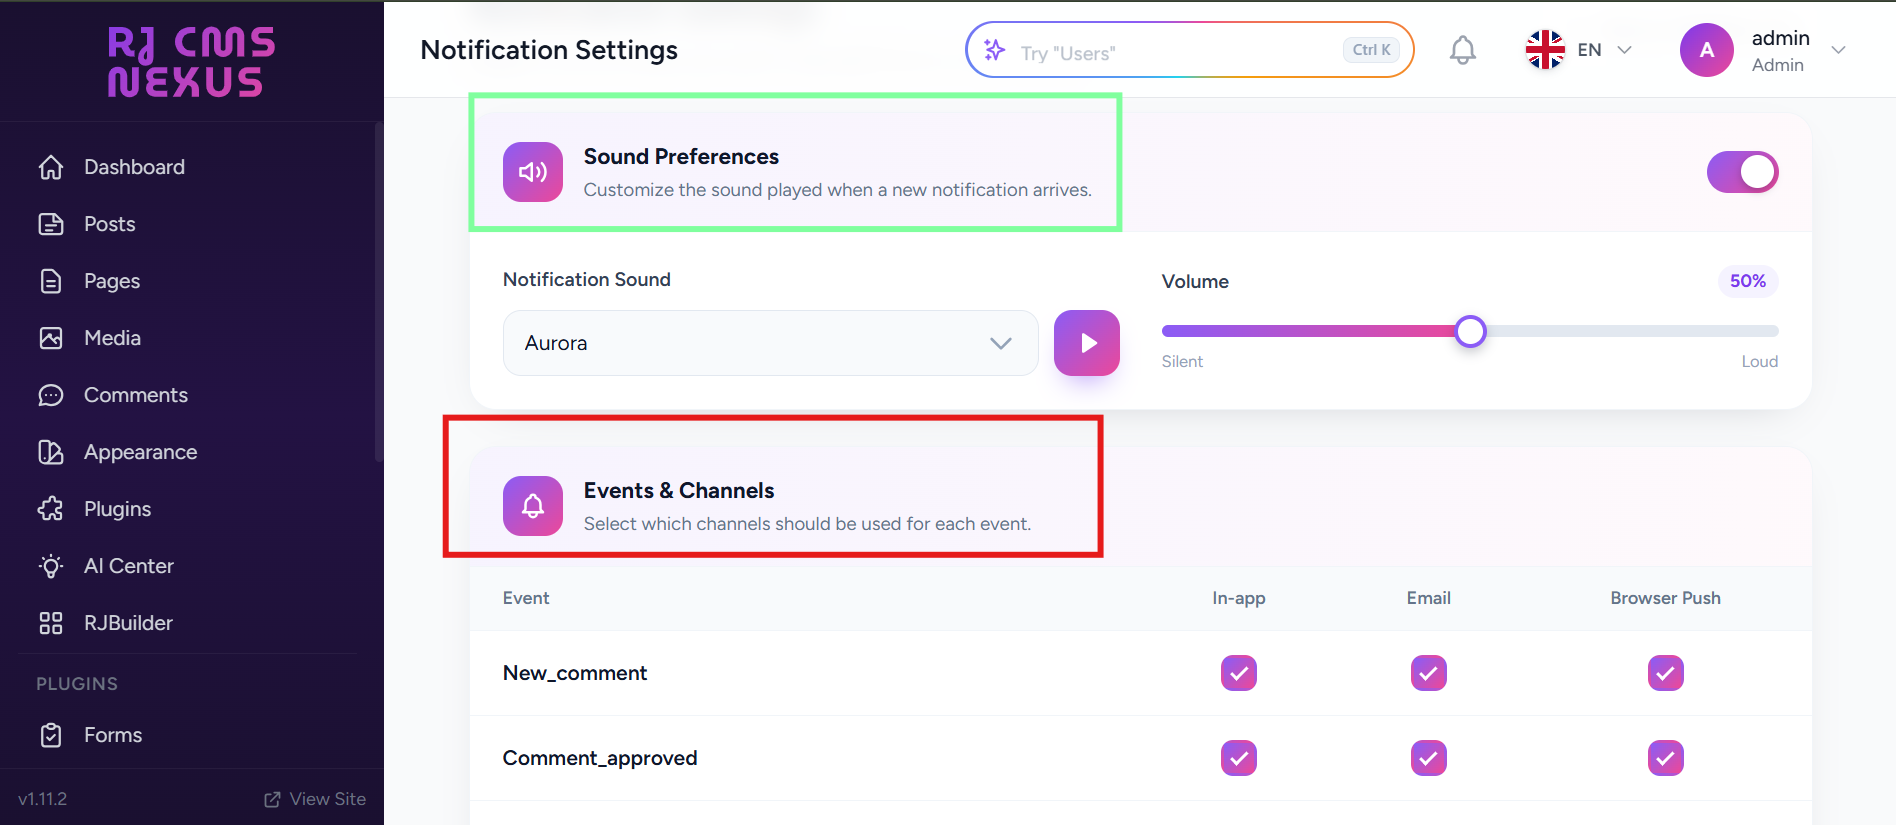 RJ CMS
NEXUS
Dashboard
Posts
Pages
Media
Comments
Appearance
Plugins
AI Center
RJBuilder
PLUGINS
Forms
v1.11.2
View Site
Notification Settings
Try "Users"
Ctrl K
EN
A
admin
Admin
Sound Preferences
Customize the sound played when a new notification arrives.
Notification Sound
Aurora
Volume
50%
Silent
Loud
Events & Channels
Select which channels should be used for each event.
Event In-app Email Browser Push
New_comment
Comment_approved